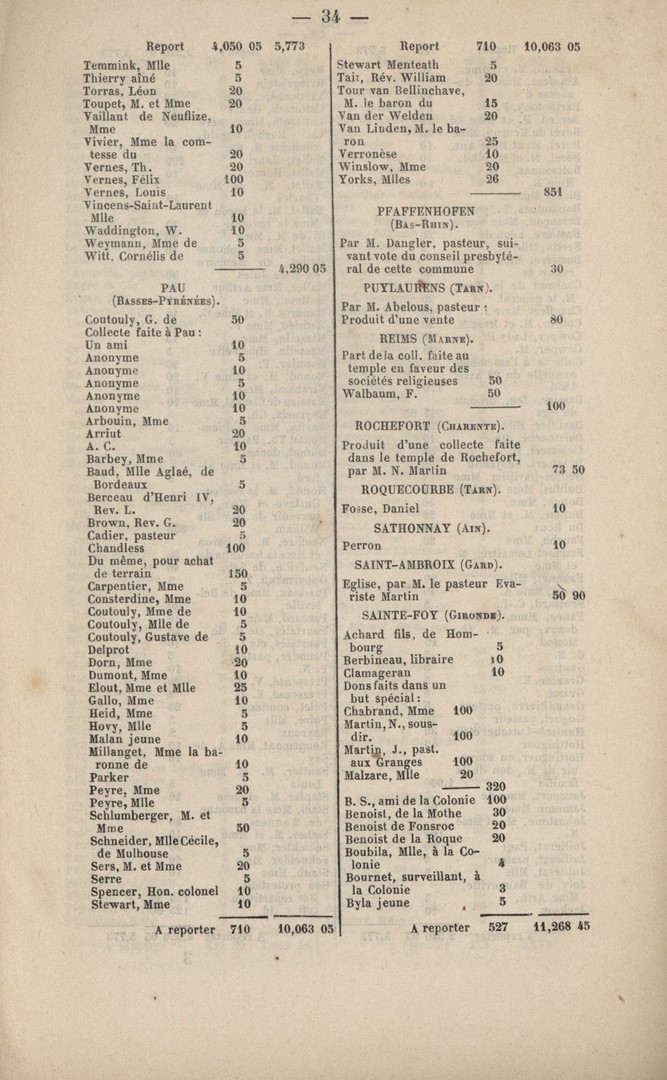 — 34 —
Report 4,050 05 5,773
Temmink, Mlle 5
Thierry aîné 5
Torras, Léon 20
Toupet, M. et Mme 20
Vaillant de Neuflize,
Mme 10
Vivier, Mme la com-
tesse du 20
Vernes, Th. 20
Vernes, Félix 100
Vernes, Louis 10
Vincens-Saint-Laurent
Mlle 10
Waddington, W. 10
Weymann, Mme de 5
Witt, Cornélis de 5
4,290 05
PAU
(BASSES-PYRÉNÉES).
Coutouly, G. de 50
Collecte faite à Pau :
Un ami 10
Anonyme 5
Anonyme 10
Anonyme 5
Anonyme 10
Anonyme 10
Arbouin, Mme 5
Arriut 20
A. C. 10
Barbey, Mme 5
Baud, Mlle Aglaé, de
Bordeaux 5
Berceau d'Henri IV,
Rev. L. 20
Brown, Rev. G. 20
Cadier, pasteur 5
Chandless 100
Du même, pour achat
de terrain 150
Carpentier, Mme 5
Consterdine, Mme 10
Coutouly, Mme de 10
Coutouly, Mlle de 5
Coutouly, Gustave de 5
Delprot 10
Dorn, Mme 20
Dumont, Mme 10
Elout, Mme et Mlle 25
Gallo, Mme 10
Heid, Mme 5
Hovy, Mlle 5
Malan jeune 10
Millanget, Mme la ba-
ronne de 10
Parker 5
Peyre, Mme 20
Peyre, Mlle 5
Schlumberger, M. et
Mme 50
Schneider, Mlle Cécile,
de Mulhouse 5
Sers, M. et Mme 20
Serre 5
Spencer, Hon. colonel 10
Stewart, Mme 10
A reporter 710 10,063 05
Report 710 10,063 05
Stewart Menteath 5
Tait, Rév. William 20
Tour van Bellinchave,
M. le baron du 15
Van der Welden 20
Van Linden, M. le ba-
ron 25
Verronèse 10
Winslow, Mme 20
Yorks, Mlles 26
851
PFAFFENHOFEN
(BAS-RHIN).
Par M. Dangler, pasteur, sui-
vant vote du conseil presbyté-
ral de cette commune 30
PUYLAURENS (TARN).
Par M. Abelous, pasteur :
Produit d'une vente 80
REIMS (MARNE).
Part de la coll. faite au
temple en faveur des
sociétés religieuses 50
Walbaum, F. 50
100
ROCHEFORT (CHARENTE).
Produit d'une collecte faite
dans le temple de Rochefort,
par M. N. Martin 73 50
ROQUECOURBE (TARN).
Fosse, Daniel 10
SATHONNAY (AIN).
Perron 10
SAINT-AMBROIX (GARD).
Eglise, par M. le pasteur Eva-
riste Martin 50 90
SAINTE-FOY (GIRONDE).
Achard fils, de Hom-
bourg 5
Berbineau, libraire 10
Clamageran 10
Dons faits dans un
but spécial :
Chabrand, Mme 100
Martin, N., sous-
dir. 100
Martin, J., past.
aux Granges 100
Malzare, Mlle 20
320
B. S., ami de la Colonie 100
Benoist, de la Mothe 30
Benoist de Fonsroc 20
Benoist de la Roque 20
Boubila, Mlle, à la Co-
lonie 4
Bournet, surveillant, à
la Colonie 3
Byla jeune 5
A reporter 527 11,268 45